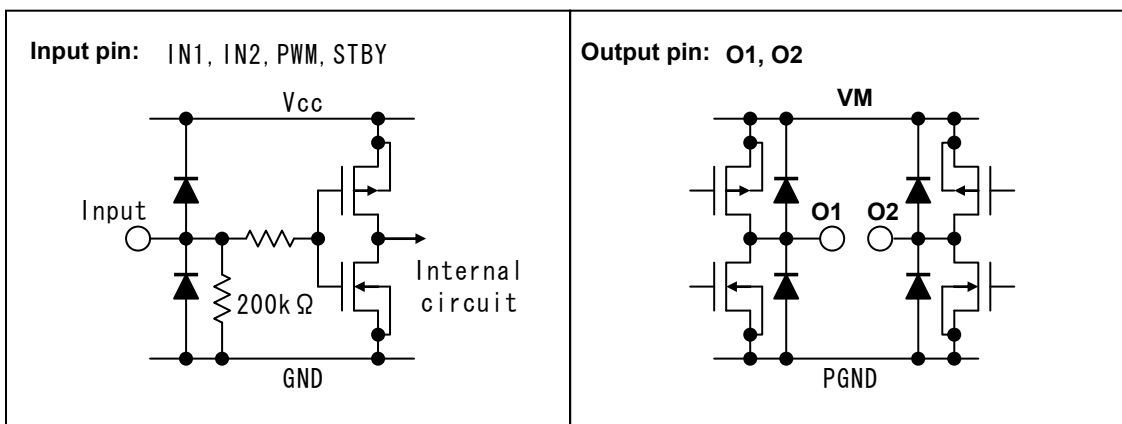 Input pin: IN1, IN2, PWM, STBY
Vcc
Input
200kΩ
Internal
circuit
GND
Output pin: O1, O2
VM
O1 O2
PGND